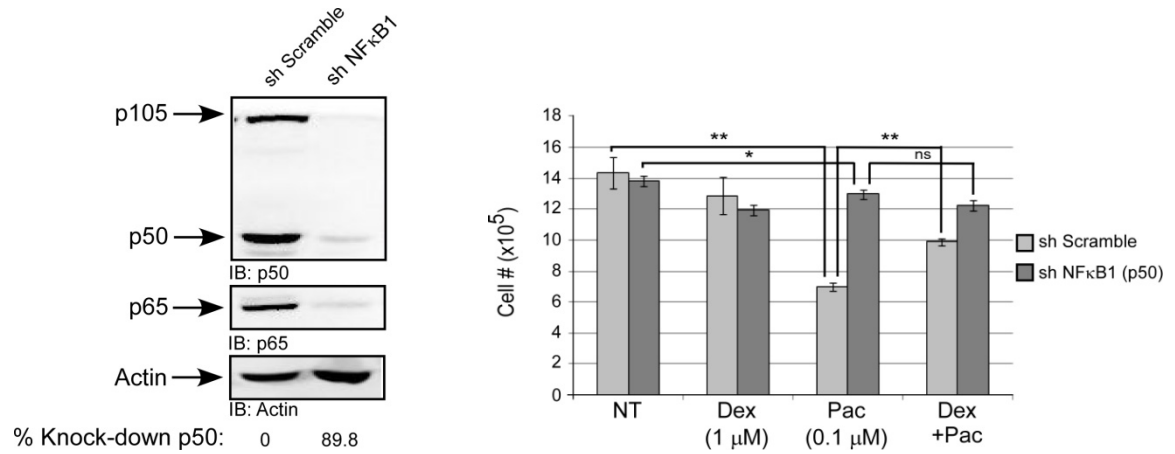 sh Scramble
sh NFκB1
p105
p50
IB: p50
p65
IB: p65
Actin
IB: Actin
% Knock-down p50: 0 89.8
18
16
14
12
10
8
6
4
2
0
Cell # (x10⁵)
**
**
*
ns
NT
Dex
(1 μM)
Pac
(0.1 μM)
Dex
+Pac
sh Scramble
sh NFκB1 (p50)